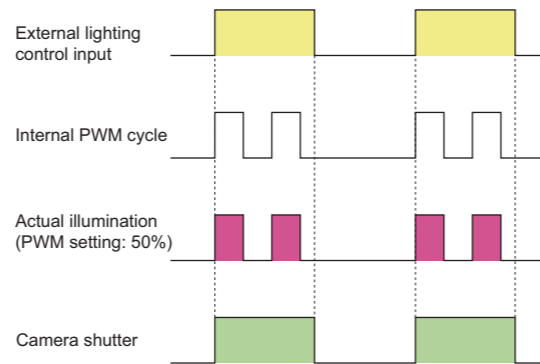 External lighting
control input
Internal PWM cycle
Actual illumination
(PWM setting: 50%)
Camera shutter